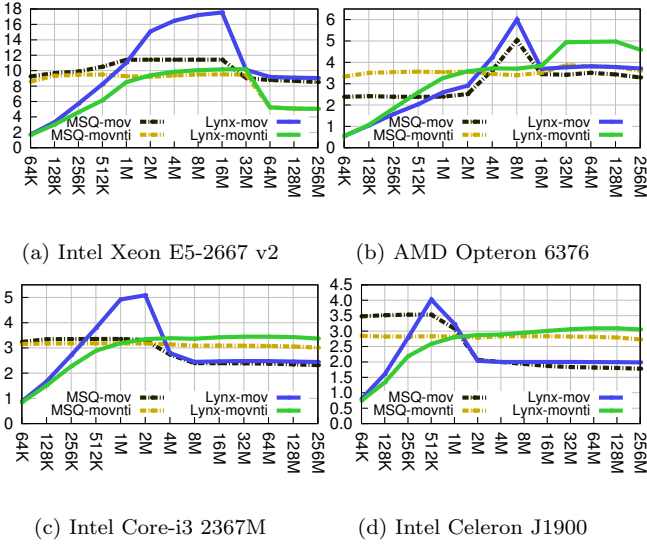 18
16
14
12
10
8
6
4
2
0
MSQ-mov Lynx-mov
MSQ-movnti Lynx-movnti
64K 128K 256K 512K 1M 2M 4M 8M 16M 32M 64M 128M 256M
(a) Intel Xeon E5-2667 v2
6
5
4
3
2
1
0
MSQ-mov Lynx-mov
MSQ-movnti Lynx-movnti
64K 128K 256K 512K 1M 2M 4M 8M 16M 32M 64M 128M 256M
(b) AMD Opteron 6376
5
4
3
2
1
0
MSQ-mov Lynx-mov
MSQ-movnti Lynx-movnti
64K 128K 256K 512K 1M 2M 4M 8M 16M 32M 64M 128M 256M
(c) Intel Core-i3 2367M
4.5
4.0
3.5
3.0
2.5
2.0
1.5
1.0
0.5
0.0
MSQ-mov Lynx-mov
MSQ-movnti Lynx-movnti
64K 128K 256K 512K 1M 2M 4M 8M 16M 32M 64M 128M 256M
(d) Intel Celeron J1900